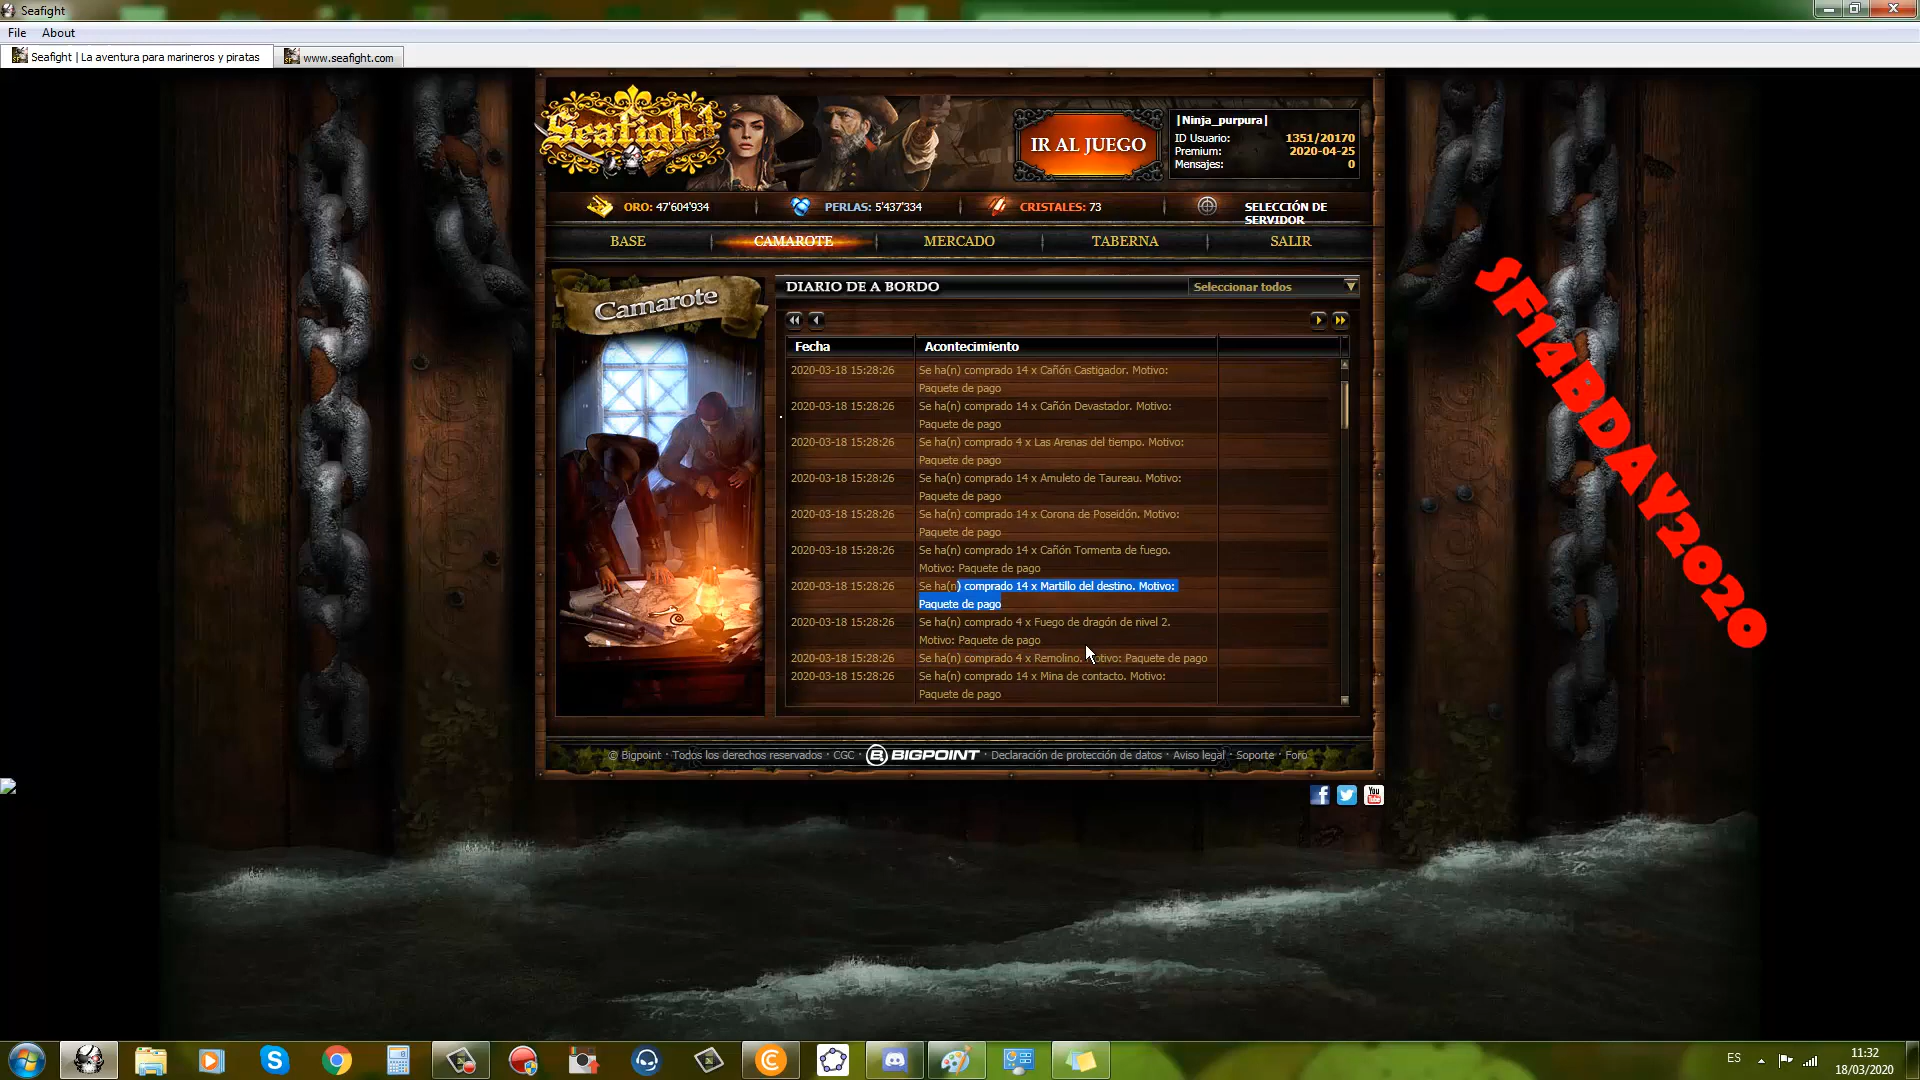 Seafight
File About
Seafight | La aventura para marineros y piratas
www.seafight.com
Seafight
IR AL JUEGO
|Ninja_purpura|
ID Usuario: 1351/20170
Premium: 2020-04-25
Mensajes: 0
ORO: 47'604'934
PERLAS: 5'437'334
CRISTALES: 73
SELECCIÓN DE
SERVIDOR
BASE CAMAROTE MERCADO TABERNA SALIR
Camarote
DIARIO DE A BORDO
Seleccionar todos
Fecha Acontecimiento
2020-03-18 15:28:26 Se ha(n) comprado 14 x Cañón Castigador. Motivo:
Paquete de pago
2020-03-18 15:28:26 Se ha(n) comprado 14 x Cañón Devastador. Motivo:
Paquete de pago
2020-03-18 15:28:26 Se ha(n) comprado 4 x Las Arenas del tiempo. Motivo:
Paquete de pago
2020-03-18 15:28:26 Se ha(n) comprado 14 x Amuleto de Taureau. Motivo:
Paquete de pago
2020-03-18 15:28:26 Se ha(n) comprado 14 x Corona de Poseidón. Motivo:
Paquete de pago
2020-03-18 15:28:26 Se ha(n) comprado 14 x Cañón Tormenta de fuego.
Motivo: Paquete de pago
2020-03-18 15:28:26 Se ha(n) comprado 14 x Martillo del destino. Motivo:
Paquete de pago
2020-03-18 15:28:26 Se ha(n) comprado 4 x Fuego de dragón de nivel 2.
Motivo: Paquete de pago
2020-03-18 15:28:26 Se ha(n) comprado 4 x Remolino. Motivo: Paquete de pago
2020-03-18 15:28:26 Se ha(n) comprado 14 x Mina de contacto. Motivo:
Paquete de pago
SF14BDAY2020
© Bigpoint · Todos los derechos reservados · CGC · BIGPOINT · Declaración de protección de datos · Aviso legal · Soporte · Foro
You
Tube
ES
11:32
18/03/2020